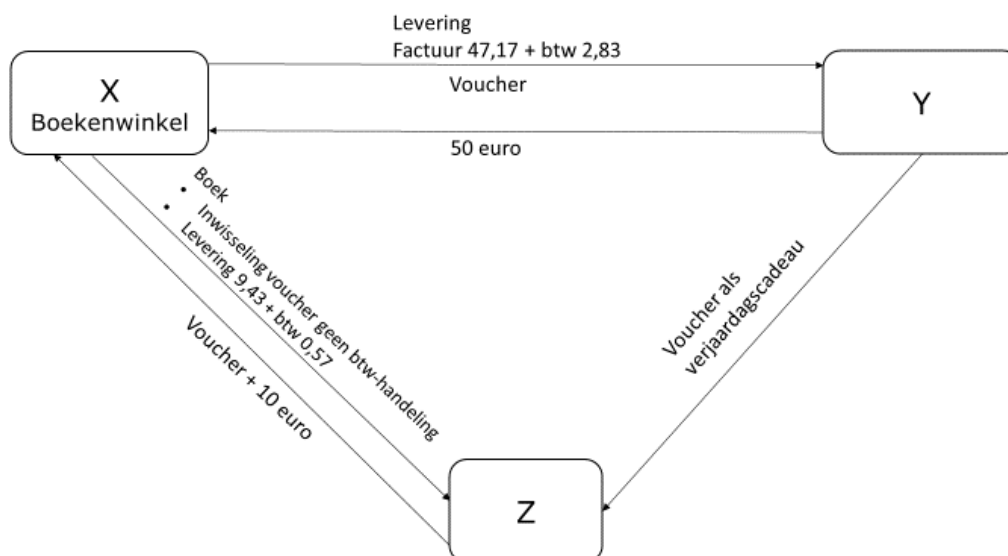 Levering
Factuur 47,17 + btw 2,83
X
Boekenwinkel
Voucher
Y
50 euro
Boek
• Inwisseling voucher geen btw-handeling
• Levering 9,43 + btw 0,57
Voucher + 10 euro
Voucher als
verjaardagscadeau
Z